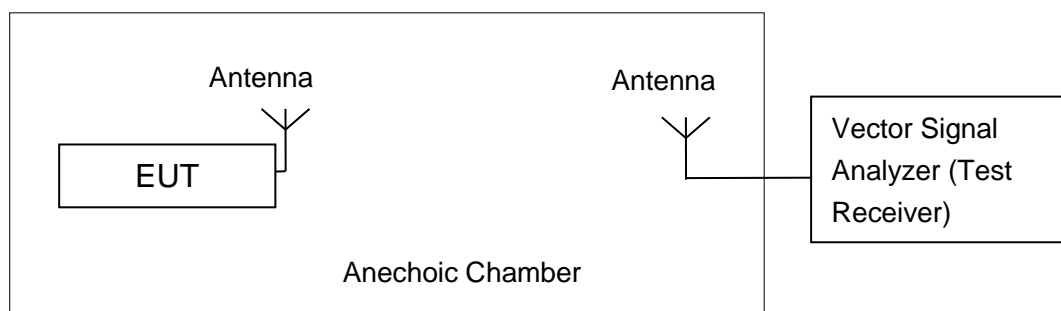 Antenna
Antenna
EUT
Vector Signal
Analyzer (Test
Receiver)
Anechoic Chamber